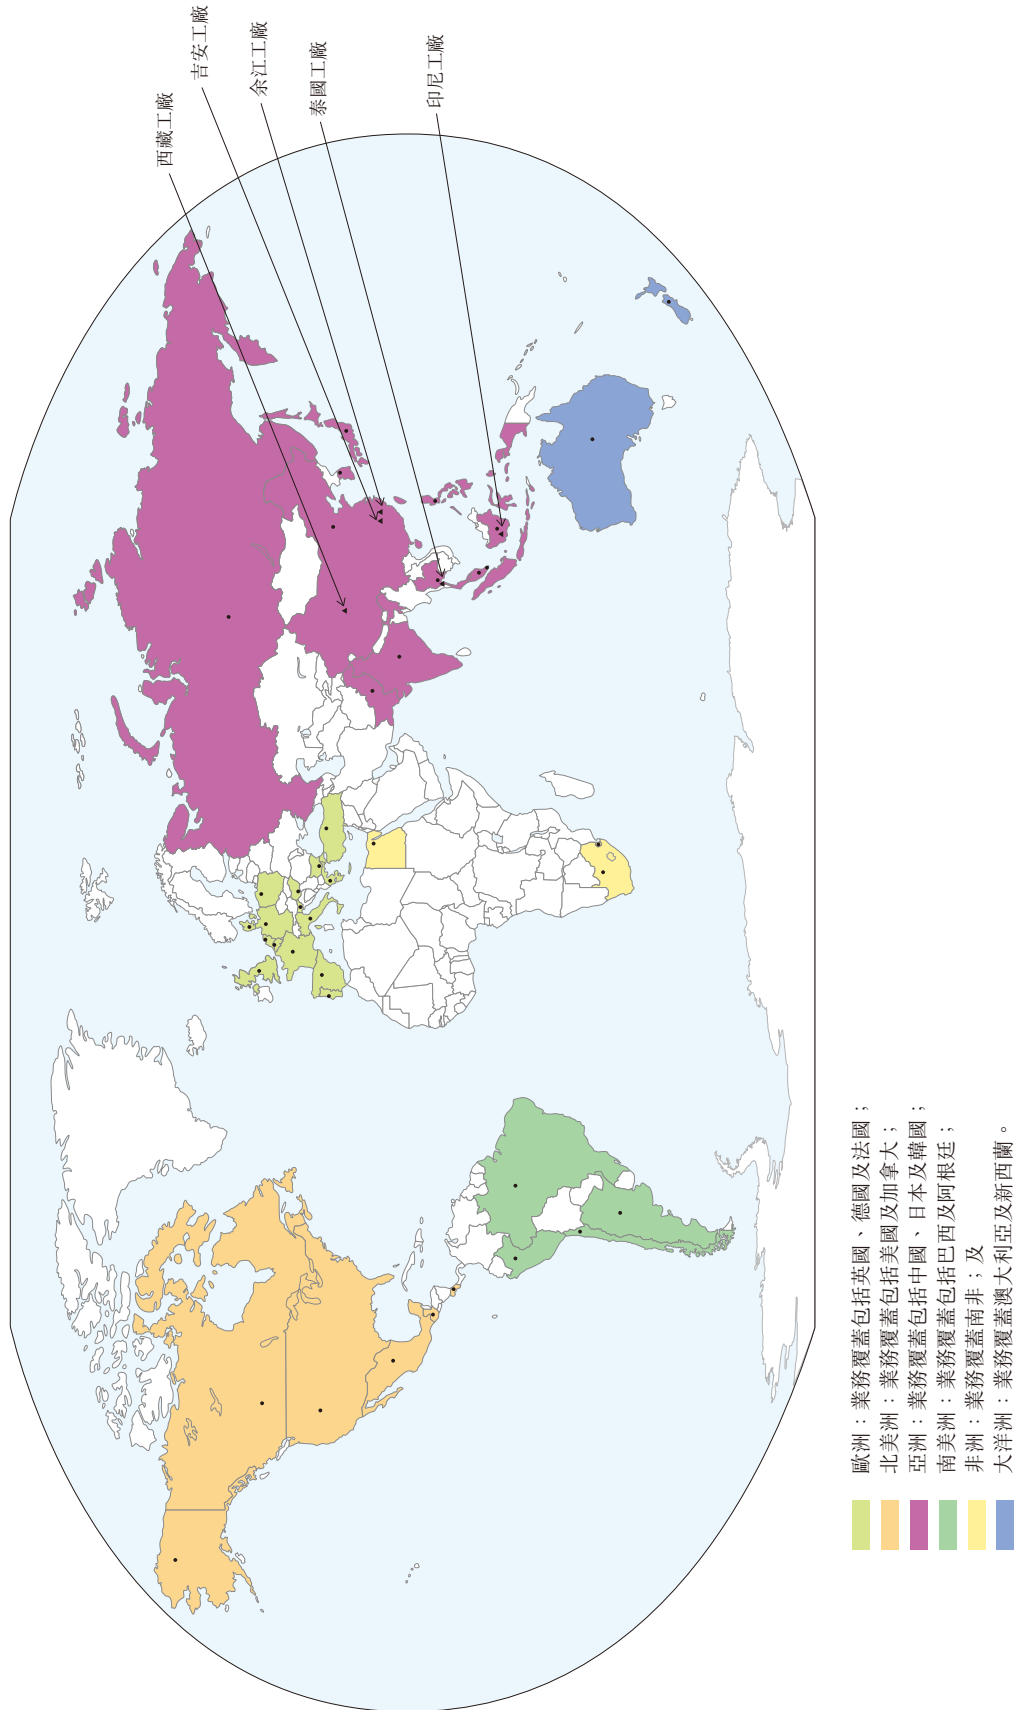 西藏工廠
吉安工廠
余江工廠
泰國工廠
印尼工廠
歐洲：業務覆蓋包括英國、德國及法國；
北美洲：業務覆蓋包括美國及加拿大；
亞洲：業務覆蓋包括中國、日本及韓國；
南美洲：業務覆蓋包括巴西及阿根廷；
非洲：業務覆蓋南非；及
大洋洲：業務覆蓋澳大利亞及新西蘭。